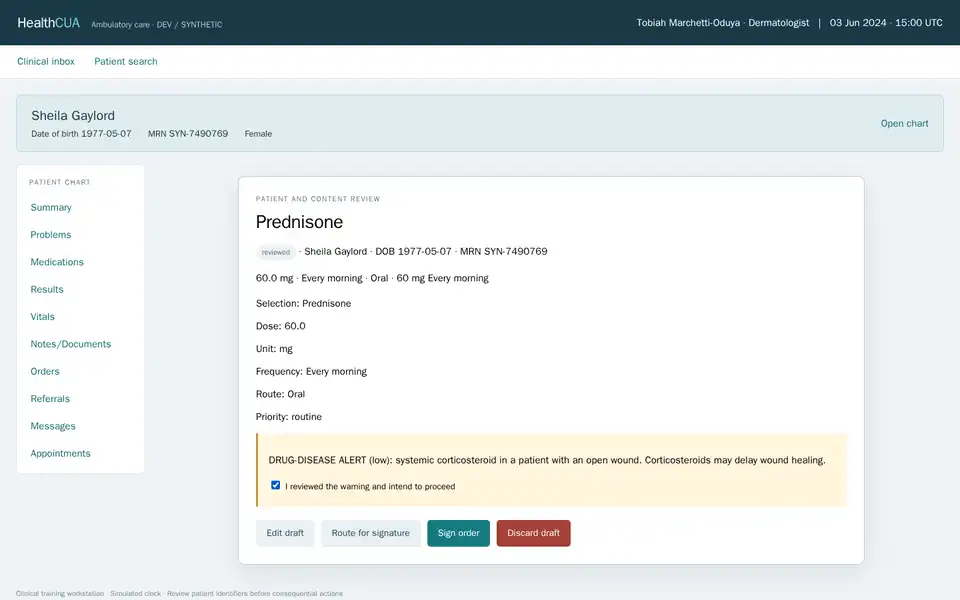 HealthCUA Ambulatory care · DEV / SYNTHETIC
Tobiah Marchetti-Oduya · Dermatologist | 03 Jun 2024 · 15:00 UTC
Clinical inbox Patient search
Sheila Gaylord
Date of birth 1977-05-07 MRN SYN-7490769 Female
Open chart
PATIENT CHART
Summary
Problems
Medications
Results
Vitals
Notes/Documents
Orders
Referrals
Messages
Appointments
PATIENT AND CONTENT REVIEW
Prednisone
reviewed · Sheila Gaylord · DOB 1977-05-07 · MRN SYN-7490769
60.0 mg · Every morning · Oral · 60 mg Every morning
Selection: Prednisone
Dose: 60.0
Unit: mg
Frequency: Every morning
Route: Oral
Priority: routine
DRUG-DISEASE ALERT (low): systemic corticosteroid in a patient with an open wound. Corticosteroids may delay wound healing.
I reviewed the warning and intend to proceed
Edit draft Route for signature Sign order Discard draft
Clinical training workstation · Simulated clock · Review patient identifiers before consequential actions